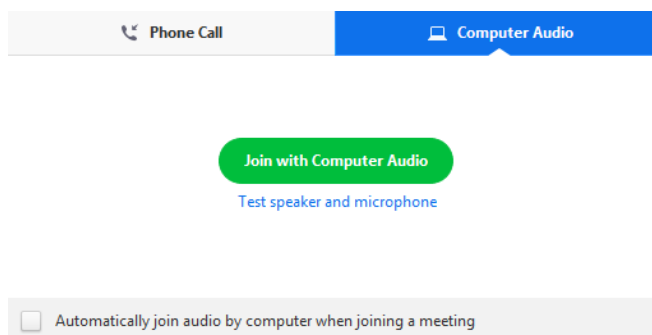 Phone Call
Computer Audio
Join with Computer Audio
Test speaker and microphone
Automatically join audio by computer when joining a meeting